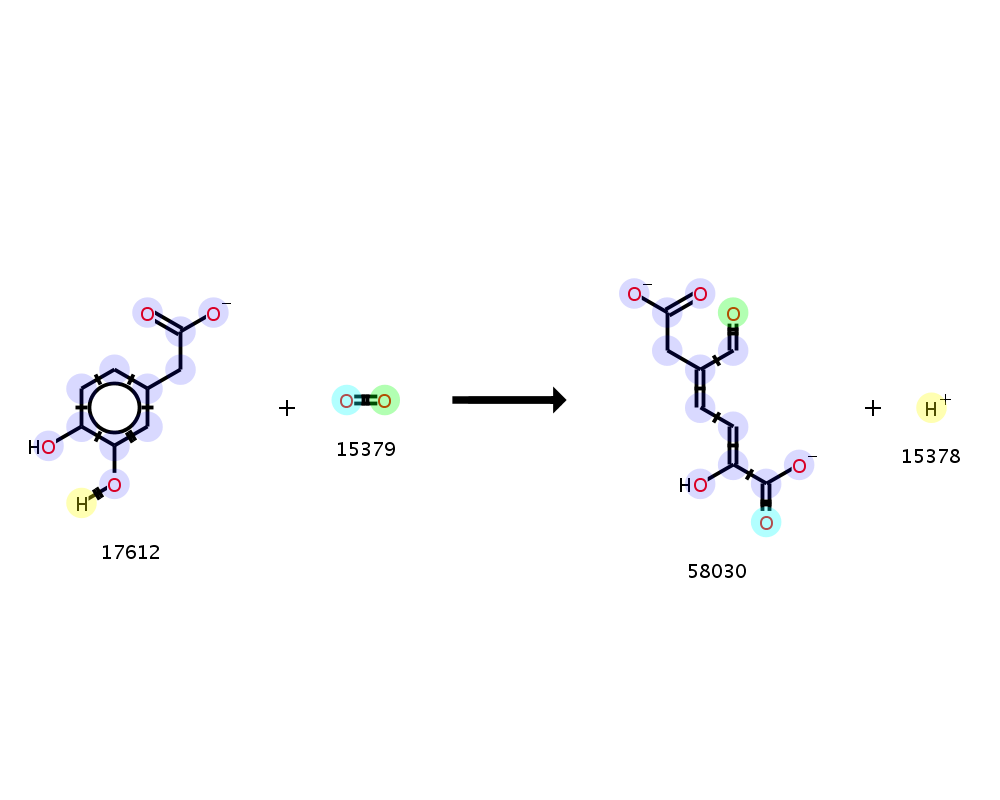 O O⁻
HO
O
H
17612
+
O O
15379
O⁻ O O
HO O⁻
O
58030
+
H⁺
15378